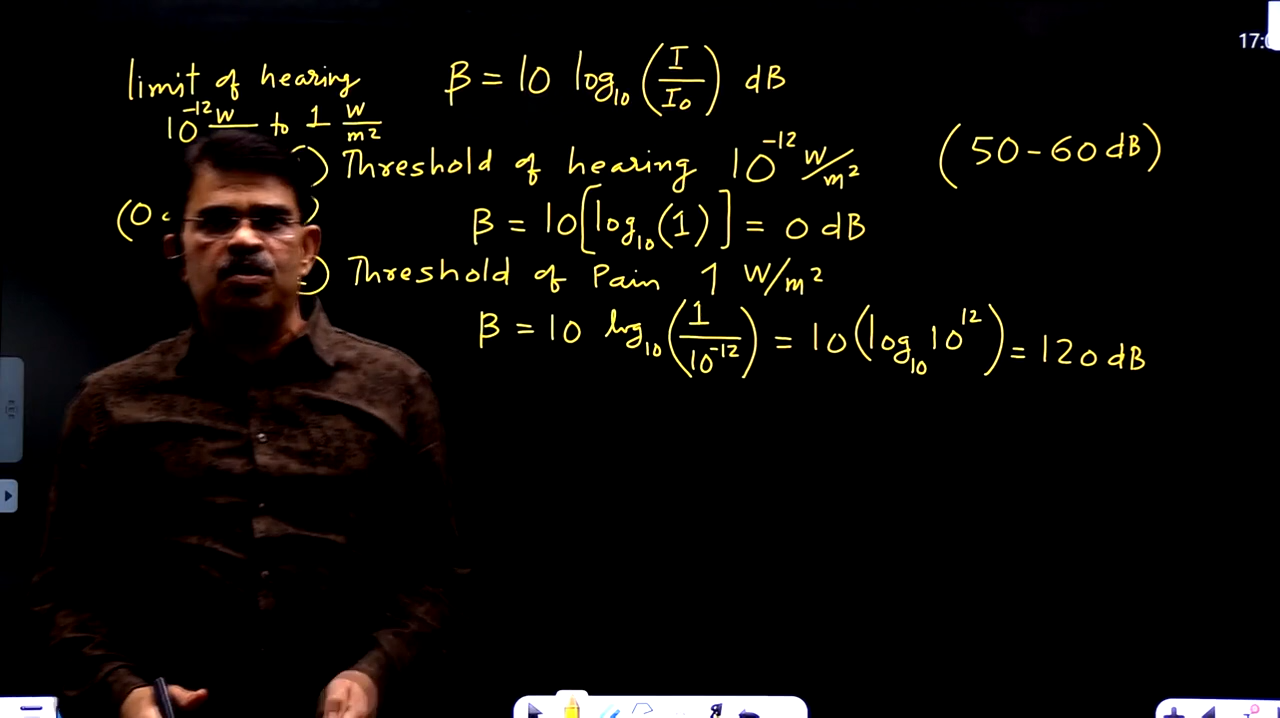 17:0
limit of hearing
10⁻¹² W to 1 W/m²
β = 10 log₁₀ (I/I₀) dB
) Threshold of hearing 10⁻¹² W/m²
(50-60 dB)
(0
)
β = 10[log₁₀(1)] = 0 dB
) Threshold of Pain 1 W/m²
β = 10 log₁₀(1/10⁻¹²) = 10(log₁₀ 10¹²) = 120 dB